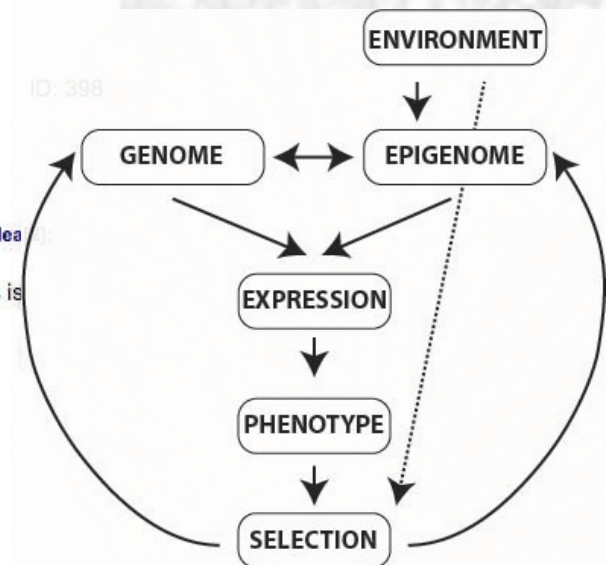 ENVIRONMENT
ID: 398
GENOME
EPIGENOME
EXPRESSION
PHENOTYPE
SELECTION